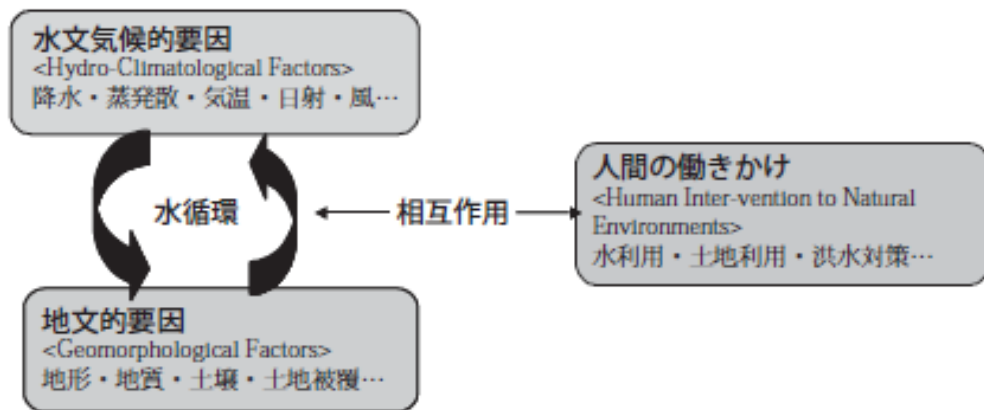 水文気候的要因
<Hydro-Climatological Factors>
降水・蒸発散・気温・日射・風…
水循環
相互作用
人間の働きかけ
<Human Inter-vention to Natural
Environments>
水利用・土地利用・洪水対策…
地文的要因
<Geomorphological Factors>
地形・地質・土壌・土地被覆…